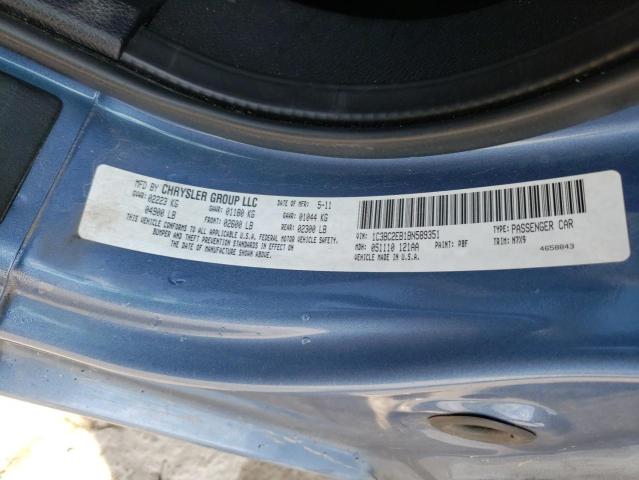 MFD BY CHRYSLER GROUP LLC DATE OF MFR: 5-11
GVWR: 02223 KG GAWR: 01180 KG GAWR: 01044 KG
04900 LB FRONT: 02600 LB REAR: 02300 LB
THIS VEHICLE CONFORMS TO ALL APPLICABLE U.S.A. FEDERAL MOTOR VEHICLE SAFETY,
BUMPER AND THEFT PREVENTION STANDARDS IN EFFECT ON
THE DATE OF MANUFACTURE SHOWN ABOVE.
VIN: 1C3BC2EB1BN589351 TYPE: PASSENGER CAR
MDH: 051110 121AA PAINT: PBF TRIM: M7X9
VEHICLE MADE IN U.S.A. 4658843